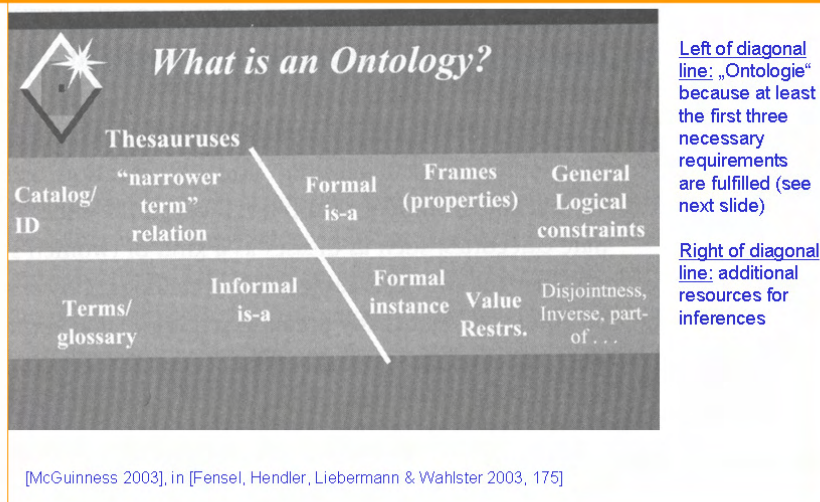 What is an Ontology?
Thesauruses
Catalog/
ID
“narrower
term”
relation
Formal
is-a
Frames
(properties)
General
Logical
constraints
Terms/
glossary
Informal
is-a
Formal
instance
Value
Restrs.
Disjointness,
Inverse, part-
of . . .
Left of diagonal
line: „Ontologie“
because at least
the first three
necessary
requirements
are fulfilled (see
next slide)
Right of diagonal
line: additional
resources for
inferences
[McGuinness 2003], in [Fensel, Hendler, Liebermann & Wahlster 2003, 175]